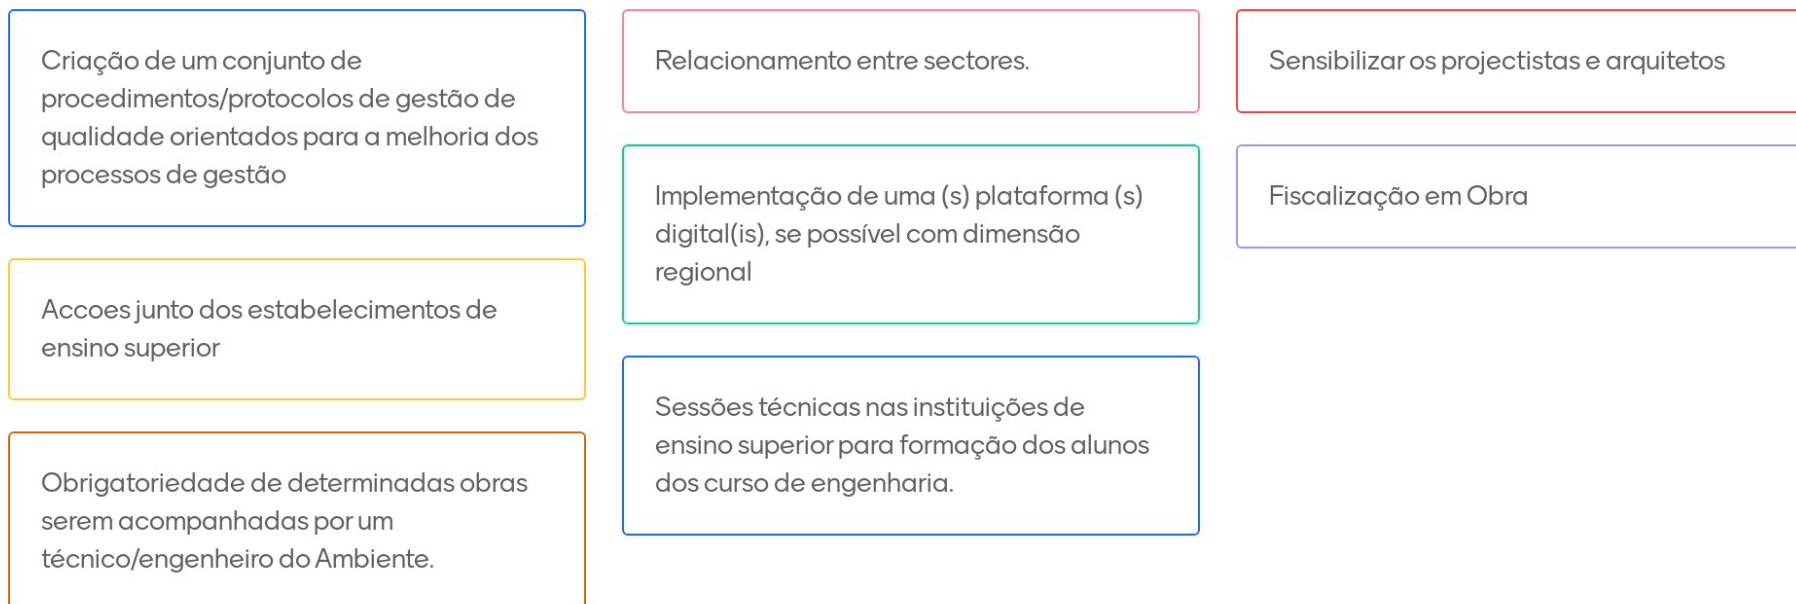 Criação de um conjunto de
procedimentos/protocolos de gestão de
qualidade orientados para a melhoria dos
processos de gestão
Accoes junto dos estabelecimentos de
ensino superior
Obrigatoriedade de determinadas obras
serem acompanhadas por um
técnico/engenheiro do Ambiente.
Relacionamento entre sectores.
Implementação de uma (s) plataforma (s)
digital(is), se possível com dimensão
regional
Sessões técnicas nas instituições de
ensino superior para formação dos alunos
dos curso de engenharia.
Sensibilizar os projectistas e arquitetos
Fiscalização em Obra